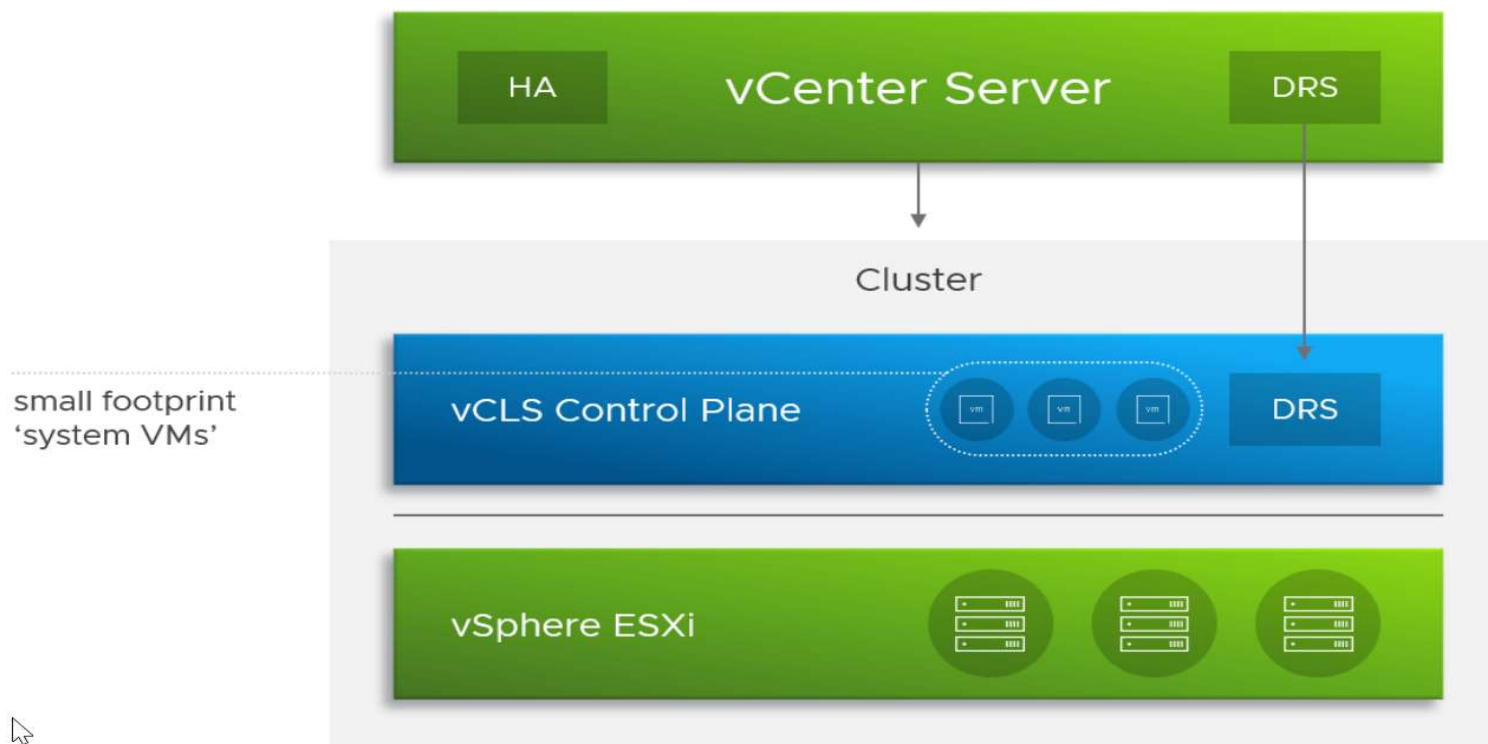 HA
vCenter Server
DRS
Cluster
small footprint
‘system VMs’
vCLS Control Plane
vm
vm
vm
DRS
vSphere ESXi